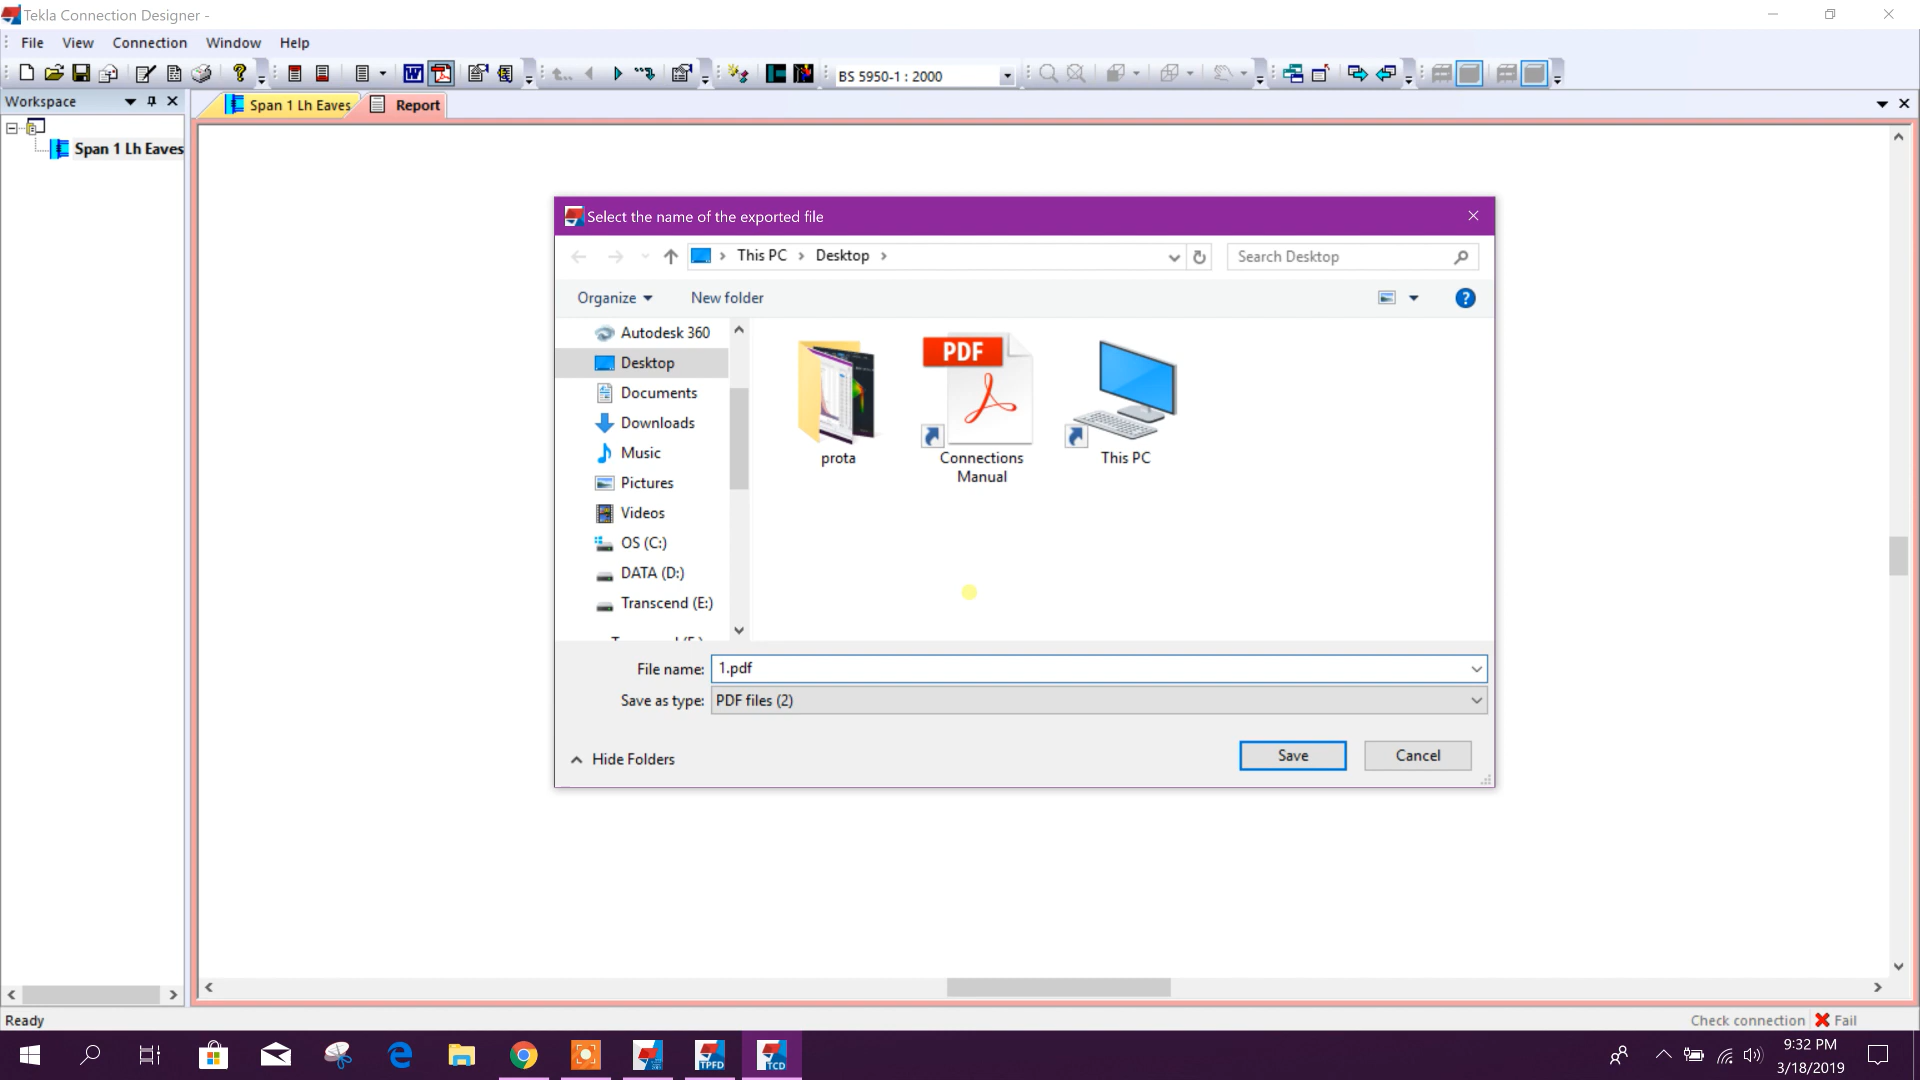 Tekla Connection Designer -
File View Connection Window Help
BS 5950-1 : 2000
Workspace
Span 1 Lh Eaves Report
Span 1 Lh Eaves
Select the name of the exported file
This PC Desktop
Search Desktop
Organize New folder
Autodesk 360
Desktop
Documents
Downloads
Music
Pictures
Videos
OS (C:)
DATA (D:)
Transcend (E:)
PDF
prota
Connections
Manual
This PC
File name: 1.pdf
Save as type: PDF files (2)
Hide Folders
Save Cancel
Ready
Check connection Fail
TPFD
TCD
9:32 PM
3/18/2019